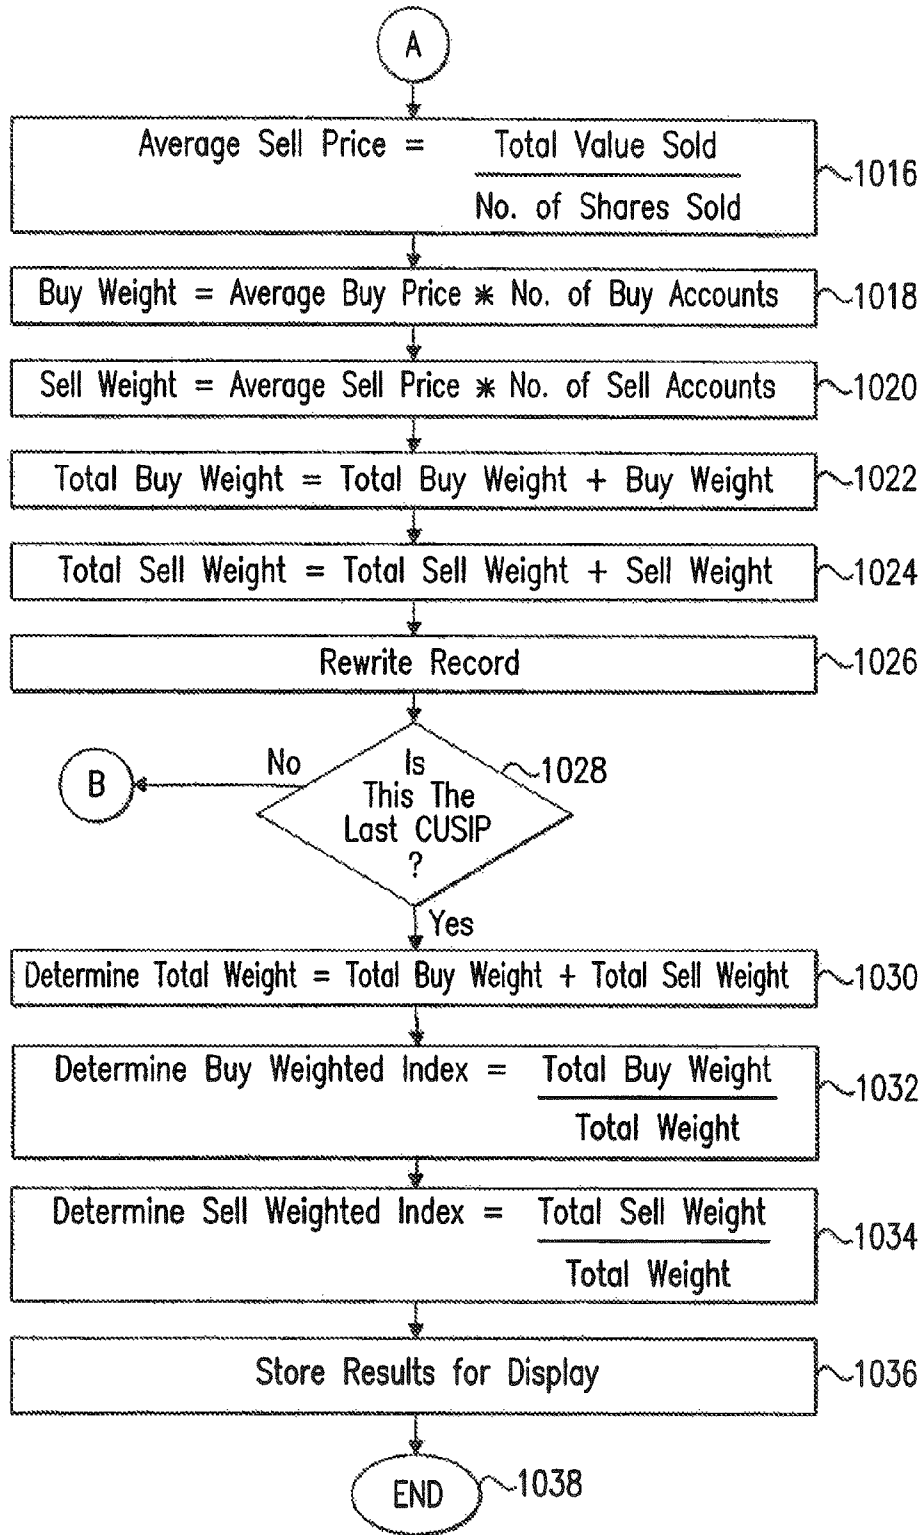 A
Average Sell Price = Total Value Sold
No. of Shares Sold
1016
Buy Weight = Average Buy Price * No. of Buy Accounts
1018
Sell Weight = Average Sell Price * No. of Sell Accounts
1020
Total Buy Weight = Total Buy Weight + Buy Weight
1022
Total Sell Weight = Total Sell Weight + Sell Weight
1024
Rewrite Record
1026
B
No
Is
This The
Last CUSIP
?
1028
Yes
Determine Total Weight = Total Buy Weight + Total Sell Weight
1030
Determine Buy Weighted Index = Total Buy Weight
Total Weight
1032
Determine Sell Weighted Index = Total Sell Weight
Total Weight
1034
Store Results for Display
1036
END
1038